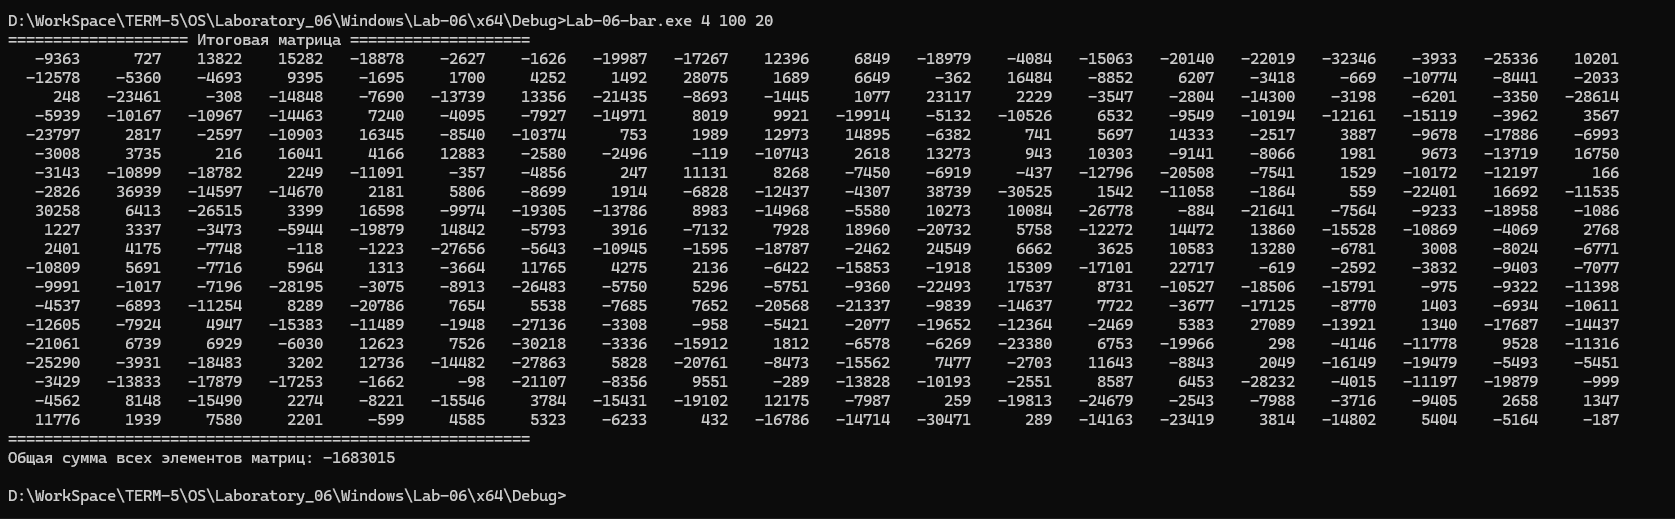 D:\WorkSpace\TERM-5\OS\Laboratory_06\Windows\Lab-06\x64\Debug>Lab-06-bar.exe 4 100 20
==================== Итоговая матрица ====================
-9363 727 13822 15282 -18878 -2627 -1626 -19987 -17267 12396 6849 -18979 -4084 -15063 -20140 -22019 -32346 -3933 -25336 10201
-12578 -5360 -4693 9395 -1695 1700 4252 1492 28075 1689 6649 -362 16484 -8852 6207 -3418 -669 -10774 -8441 -2033
248 -23461 -308 -14848 -7690 -13739 13356 -21435 -8693 -1445 1077 23117 2229 -3547 -2804 -14300 -3198 -6201 -3350 -28614
-5939 -10167 -10967 -14463 7240 -4095 -7927 -14971 8019 9921 -19914 -5132 -10526 6532 -9549 -10194 -12161 -15119 -3962 3567
-23797 2817 -2597 -10903 16345 -8540 -10374 753 1989 12973 14895 -6382 741 5697 14333 -2517 3887 -9678 -17886 -6993
-3008 3735 216 16041 4166 12883 -2580 -2496 -119 -10743 2618 13273 943 10303 -9141 -8066 1981 9673 -13719 16750
-3143 -10899 -18782 2249 -11091 -357 -4856 247 11131 8268 -7450 -6919 -437 -12796 -20508 -7541 1529 -10172 -12197 166
-2826 36939 -14597 -14670 2181 5806 -8699 1914 -6828 -12437 -4307 38739 -30525 1542 -11058 -1864 559 -22401 16692 -11535
30258 6413 -26515 3399 16598 -9974 -19305 -13786 8983 -14968 -5580 10273 10084 -26778 -884 -21641 -7564 -9233 -18958 -1086
1227 3337 -3473 -5944 -19879 14842 -5793 3916 -7132 7928 18960 -20732 5758 -12272 14472 13860 -15528 -10869 -4069 2768
2401 4175 -7748 -118 -1223 -27656 -5643 -10945 -1595 -18787 -2462 24549 6662 3625 10583 13280 -6781 3008 -8024 -6771
-10809 5691 -7716 5964 1313 -3664 11765 4275 2136 -6422 -15853 -1918 15309 -17101 22717 -619 -2592 -3832 -9403 -7077
-9991 -1017 -7196 -28195 -3075 -8913 -26483 -5750 5296 -5751 -9360 -22493 17537 8731 -10527 -18506 -15791 -975 -9322 -11398
-4537 -6893 -11254 8289 -20786 7654 5538 -7685 7652 -20568 -21337 -9839 -14637 7722 -3677 -17125 -8770 1403 -6934 -10611
-12605 -7924 4947 -15383 -11489 -1948 -27136 -3308 -958 -5421 -2077 -19652 -12364 -2469 5383 27089 -13921 1340 -17687 -14437
-21061 6739 6929 -6030 12623 7526 -30218 -3336 -15912 1812 -6578 -6269 -23380 6753 -19966 298 -4146 -11778 9528 -11316
-25290 -3931 -18483 3202 12736 -14482 -27863 5828 -20761 -8473 -15562 7477 -2703 11643 -8843 2049 -16149 -19479 -5493 -5451
-3429 -13833 -17879 -17253 -1662 -98 -21107 -8356 9551 -289 -13828 -10193 -2551 8587 6453 -28232 -4015 -11197 -19879 -999
-4562 8148 -15490 2274 -8221 -15546 3784 -15431 -19102 12175 -7987 259 -19813 -24679 -2543 -7988 -3716 -9405 2658 1347
11776 1939 7580 2201 -599 4585 5323 -6233 432 -16786 -14714 -30471 289 -14163 -23419 3814 -14802 5404 -5164 -187
==========================================================
Общая сумма всех элементов матриц: -1683015
D:\WorkSpace\TERM-5\OS\Laboratory_06\Windows\Lab-06\x64\Debug>